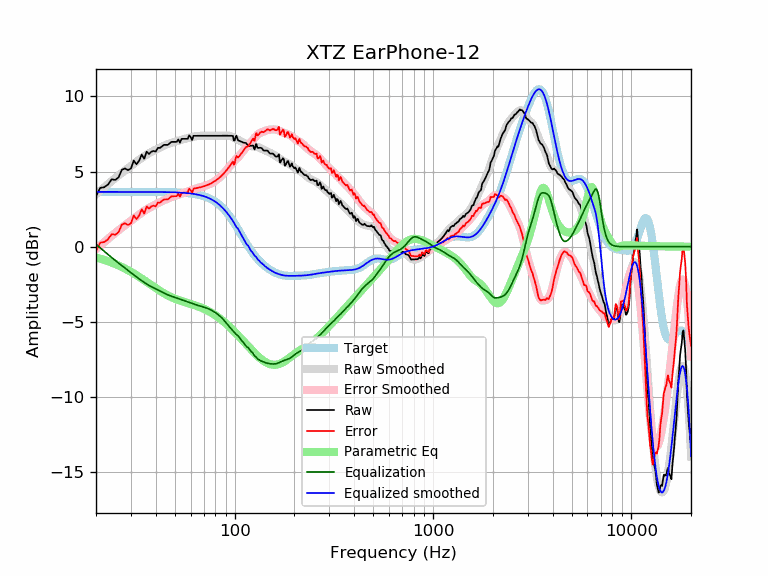 XTZ EarPhone-12
Amplitude (dBr)
10
5
0
−5
−10
−15
Target
Raw Smoothed
Error Smoothed
Raw
Error
Parametric Eq
Equalization
Equalized smoothed
100 1000 10000
Frequency (Hz)